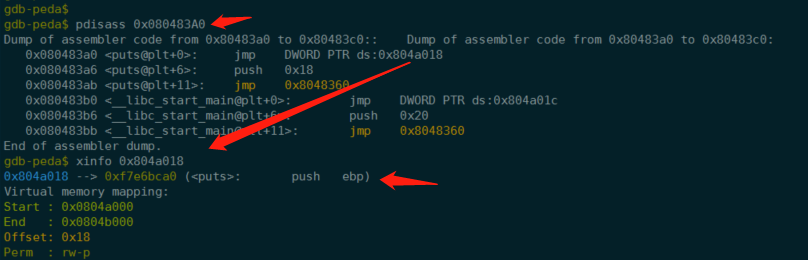 gdb-peda$
gdb-peda$ pdisass 0x080483A0
Dump of assembler code from 0x80483a0 to 0x80483c0:: Dump of assembler code from 0x80483a0 to 0x80483c0:
0x080483a0 <puts@plt+0>: jmp DWORD PTR ds:0x804a018
0x080483a6 <puts@plt+6>: push 0x18
0x080483ab <puts@plt+11>: jmp 0x8048360
0x080483b0 <__libc_start_main@plt+0>: jmp DWORD PTR ds:0x804a01c
0x080483b6 <__libc_start_main@plt+6>: push 0x20
0x080483bb <__libc_start_main@plt+11>: jmp 0x8048360
End of assembler dump.
gdb-peda$ xinfo 0x804a018
0x804a018 --> 0xf7e6bca0 (<puts>: push ebp)
Virtual memory mapping:
Start : 0x0804a000
End : 0x0804b000
Offset: 0x18
Perm : rw-p